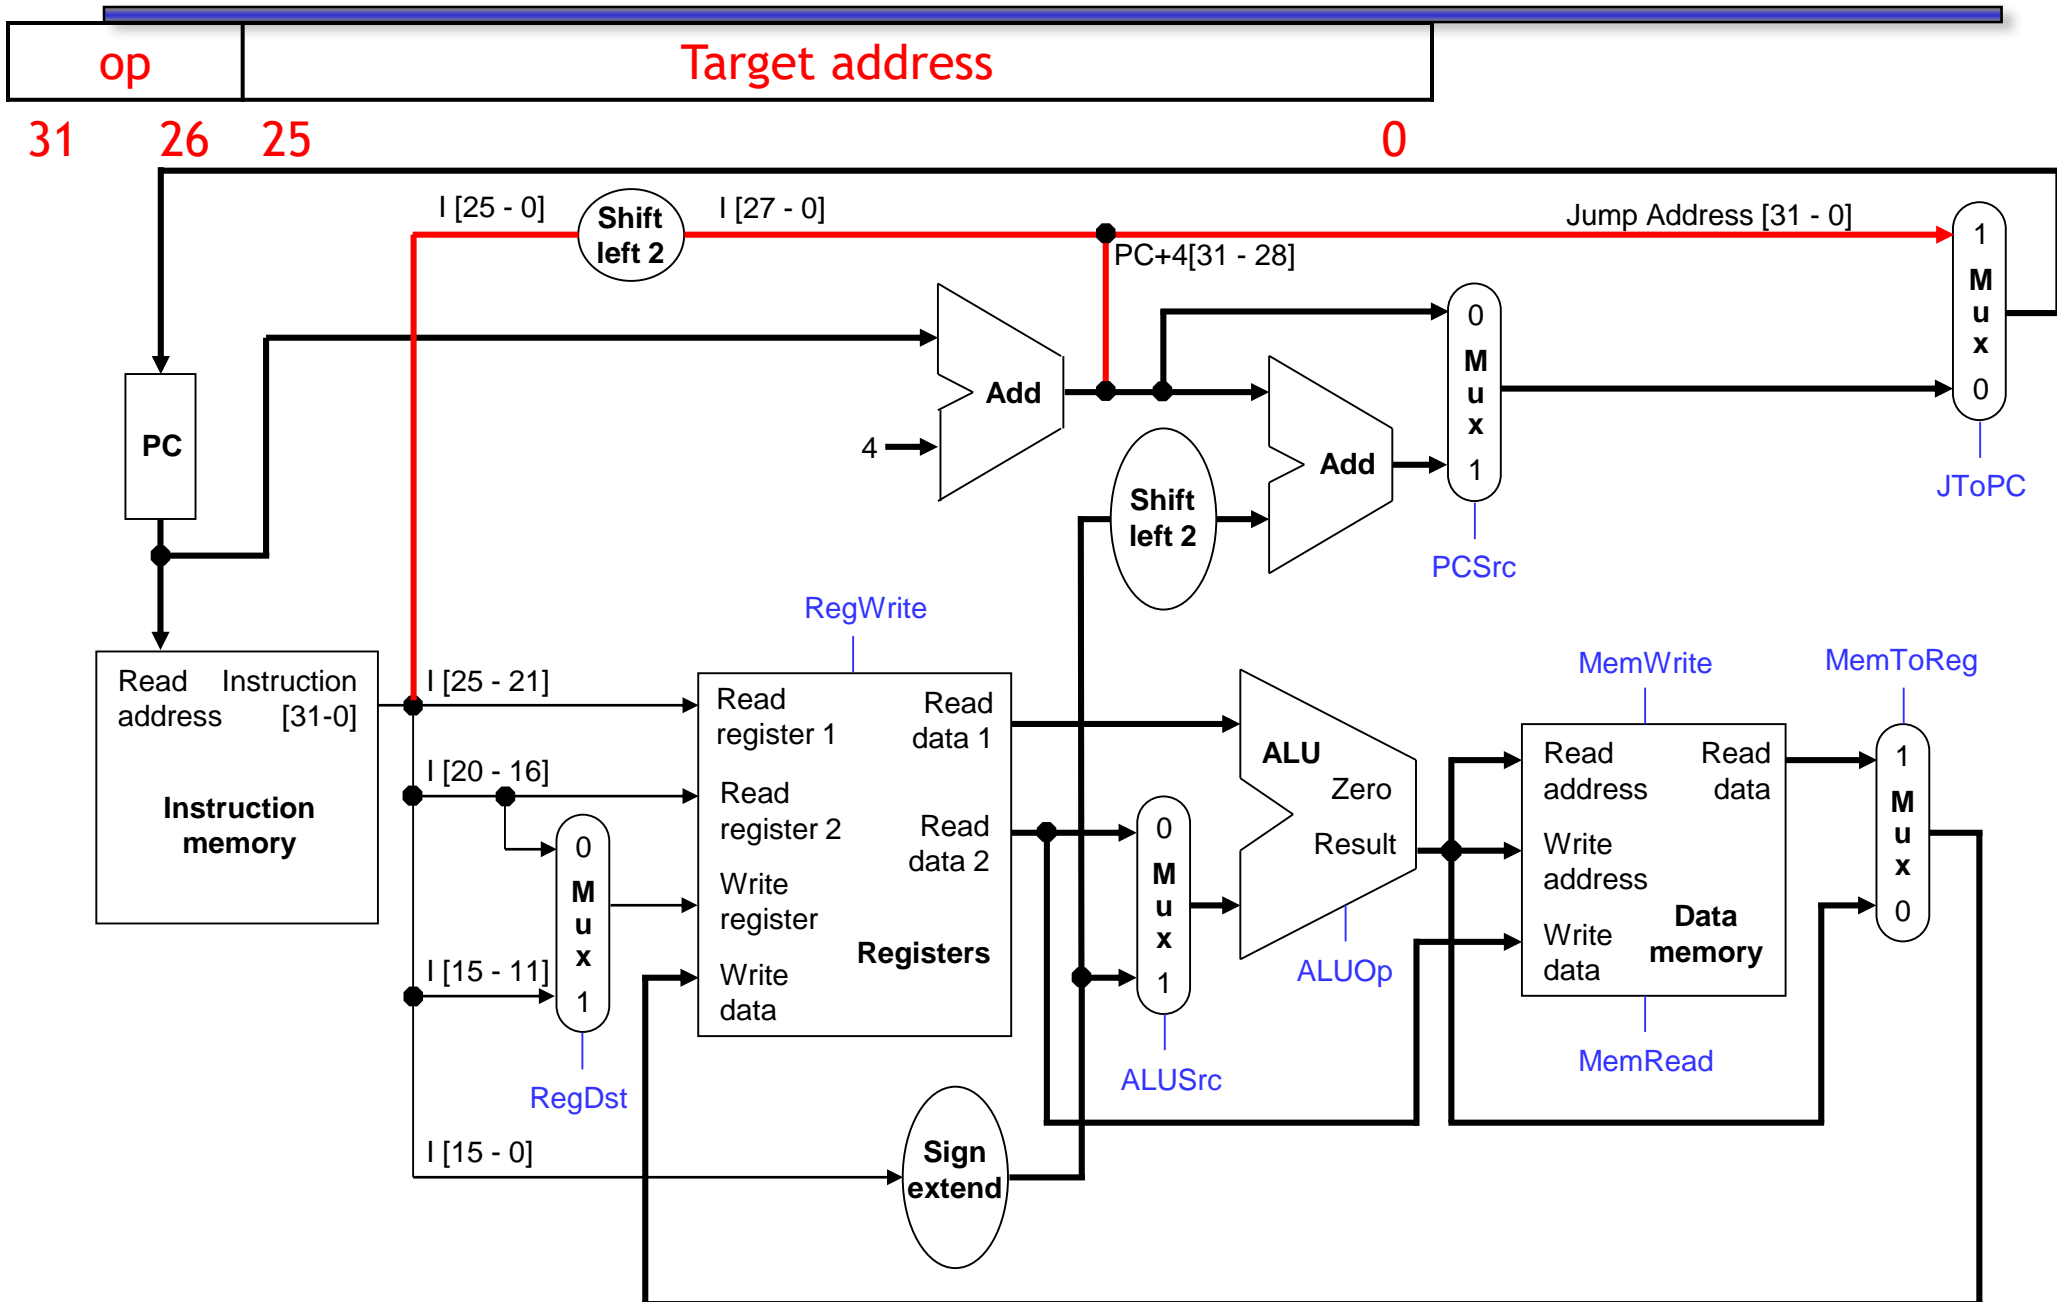 op
Target address
31
26
25
0
I [25 - 0]
Shift
left 2
I [27 - 0]
Jump Address [31 - 0]
PC+4[31 - 28]
1
M
u
x
0
JToPC
0
M
u
x
1
PCSrc
Add
4
Add
Shift
left 2
PC
RegWrite
Read
address
Instruction
[31-0]
Instruction
memory
I [25 - 21]
I [20 - 16]
I [15 - 11]
I [15 - 0]
0
M
u
x
1
RegDst
Read
register 1
Read
register 2
Write
register
Write
data
Read
data 1
Read
data 2
Registers
Sign
extend
0
M
u
x
1
ALUSrc
ALU
Zero
Result
ALUOp
MemWrite
Read
address
Write
address
Write
data
Read
data
Data
memory
MemRead
MemToReg
1
M
u
x
0